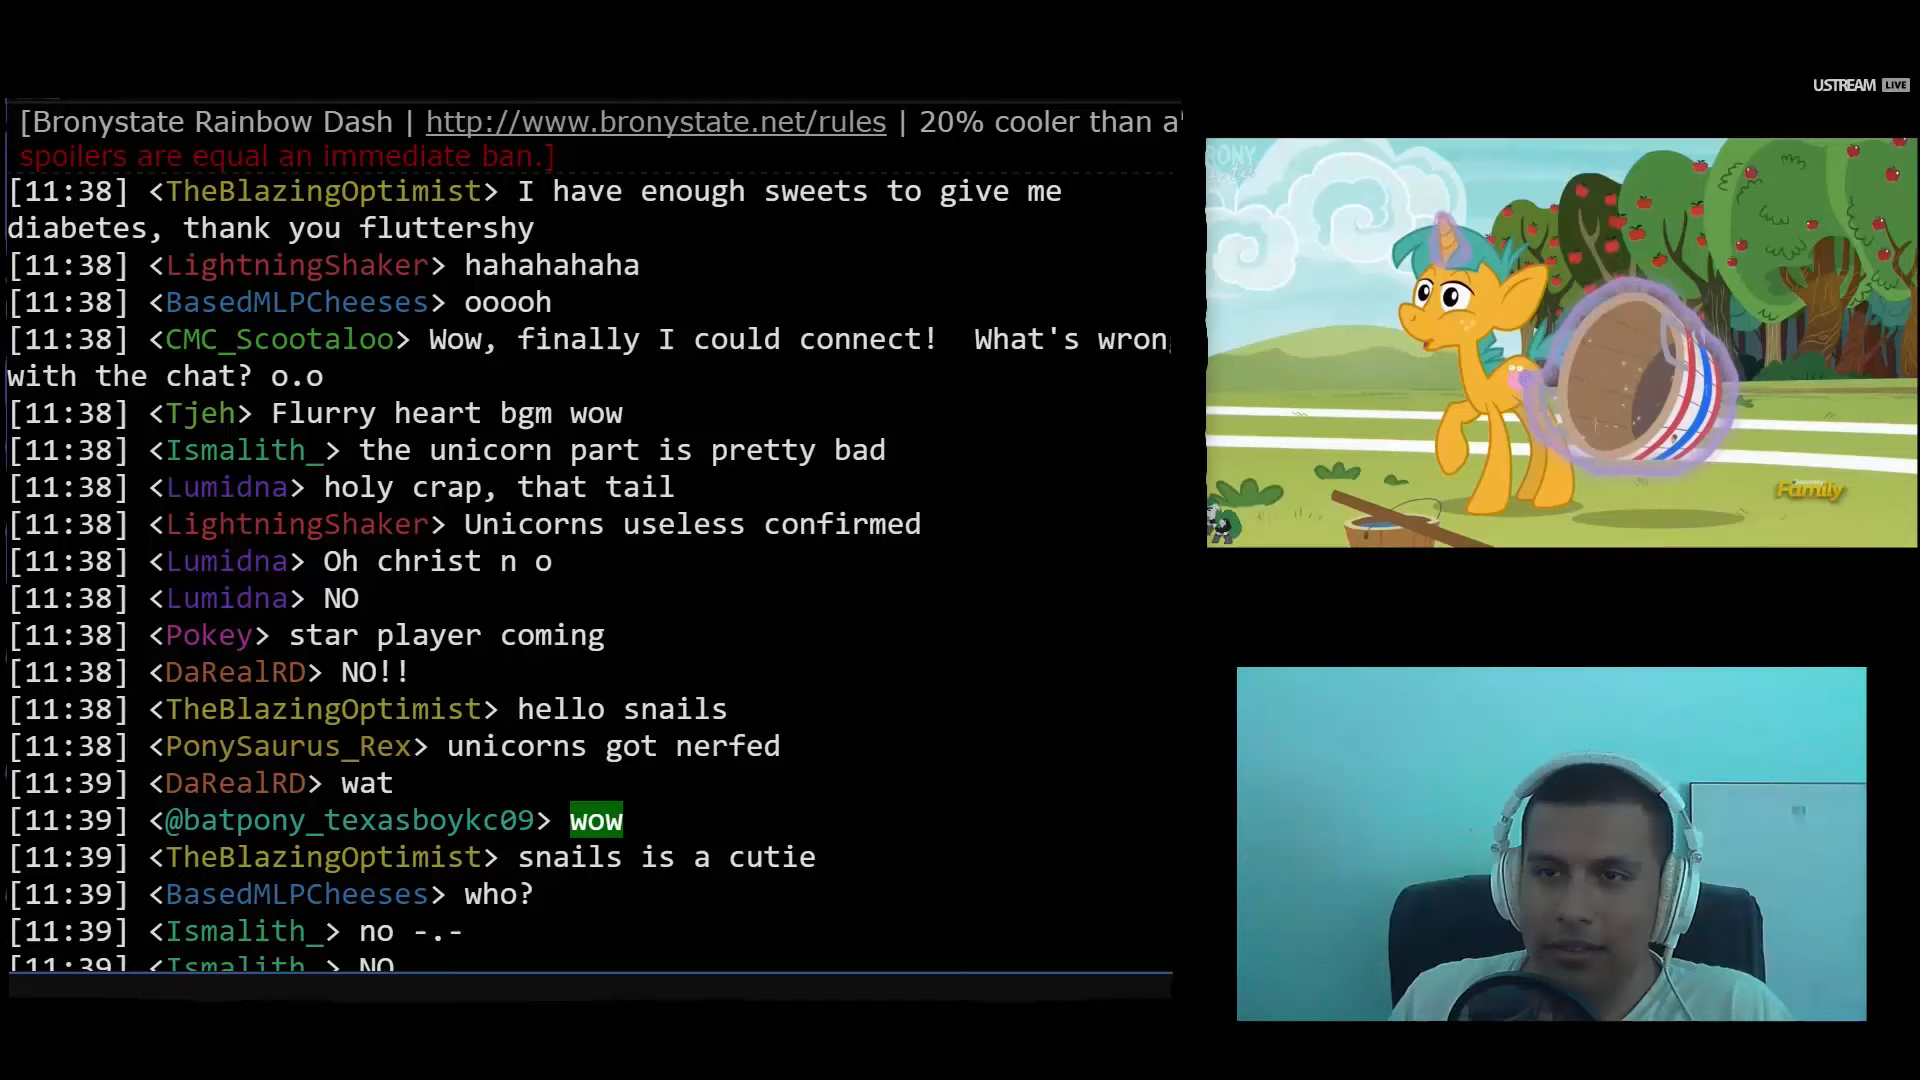 [Bronystate Rainbow Dash | http://www.bronystate.net/rules | 20% cooler than a
spoilers are equal an immediate ban.]
[11:38] <TheBlazingOptimist> I have enough sweets to give me
diabetes, thank you fluttershy
[11:38] <LightningShaker> hahahahaha
[11:38] <BasedMLPCheeses> ooooh
[11:38] <CMC_Scootaloo> Wow, finally I could connect!  What's wron
with the chat? o.o
[11:38] <Tjeh> Flurry heart bgm wow
[11:38] <Ismalith_> the unicorn part is pretty bad
[11:38] <Lumidna> holy crap, that tail
[11:38] <LightningShaker> Unicorns useless confirmed
[11:38] <Lumidna> Oh christ n o
[11:38] <Lumidna> NO
[11:38] <Pokey> star player coming
[11:38] <DaRealRD> NO!!
[11:38] <TheBlazingOptimist> hello snails
[11:38] <PonySaurus_Rex> unicorns got nerfed
[11:39] <DaRealRD> wat
[11:39] <@batpony_texasboykc09> wow
[11:39] <TheBlazingOptimist> snails is a cutie
[11:39] <BasedMLPCheeses> who?
[11:39] <Ismalith_> no -.-
[11:39] <Ismalith_> NO
USTREAM LIVE
Family